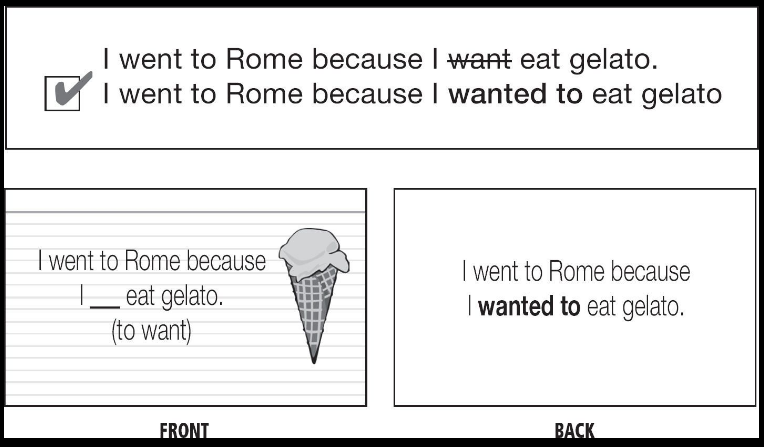 I went to Rome because I want eat gelato.
I went to Rome because I wanted to eat gelato
I went to Rome because
I __ eat gelato.
(to want)
I went to Rome because
I wanted to eat gelato.
FRONT
BACK